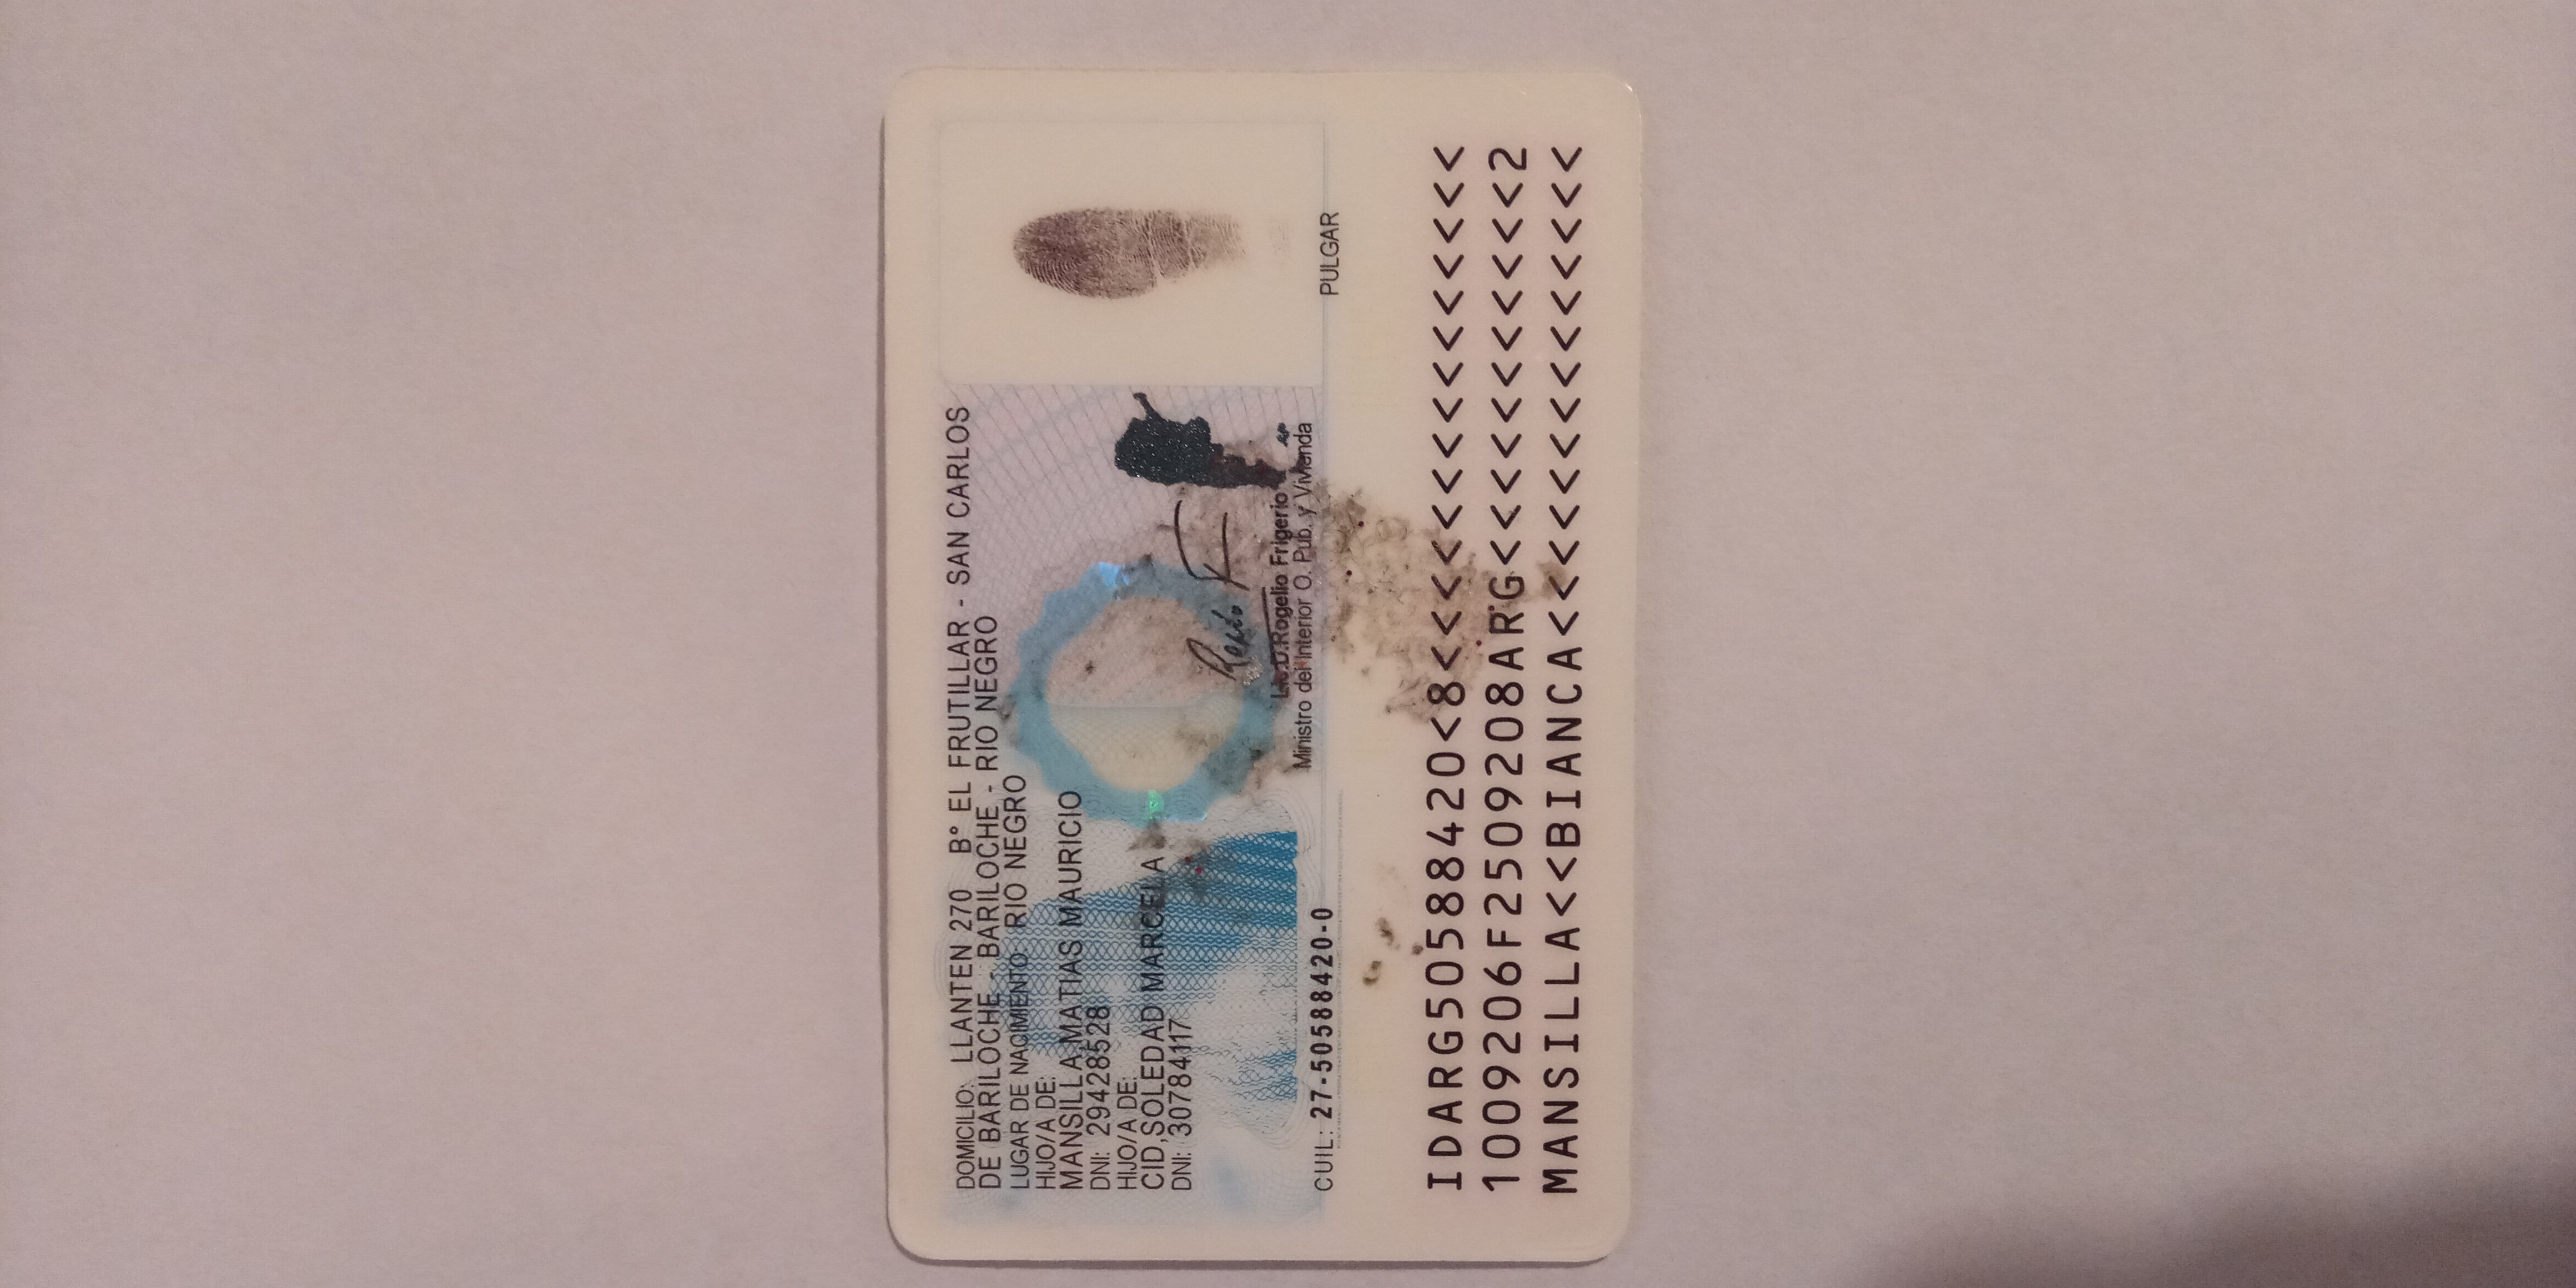 DOMICILIO: LLANTEN 270 B° EL FRUTILLAR - SAN CARLOS
DE BARILOCHE - BARILOCHE - RIO NEGRO
LUGAR DE NACIMIENTO: RIO NEGRO
HIJO/A DE:
MANSILLA,MATIAS MAURICIO
DNI: 29428528
HIJO/A DE:
CID,SOLEDAD MARCELA
DNI: 30784117
Lic.D.Rogelio Frigerio
Ministro del Interior O. Pub. y Vivienda
CUIL: 27-50588420-0
PULGAR
IDARG50588420<8<<<<<<<<<<<<<<<
1009206F2509208ARG<<<<<<<<<<<2
MANSILLA<<BIANCA<<<<<<<<<<<<<<